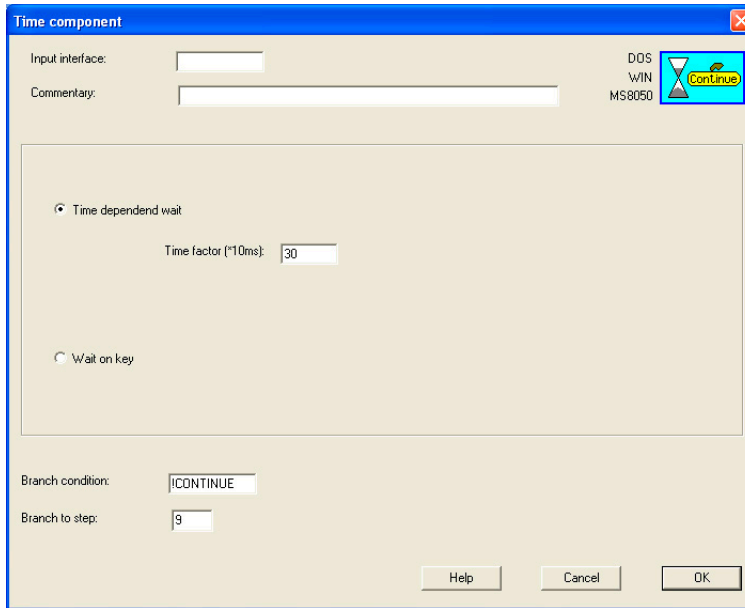 Time component
Input interface:
DOS
WIN
Continue
Commentary:
MS8050
Time dependend wait
Time factor (*10ms):
30
Wait on key
Branch condition:
!CONTINUE
Branch to step:
9
Help
Cancel
OK